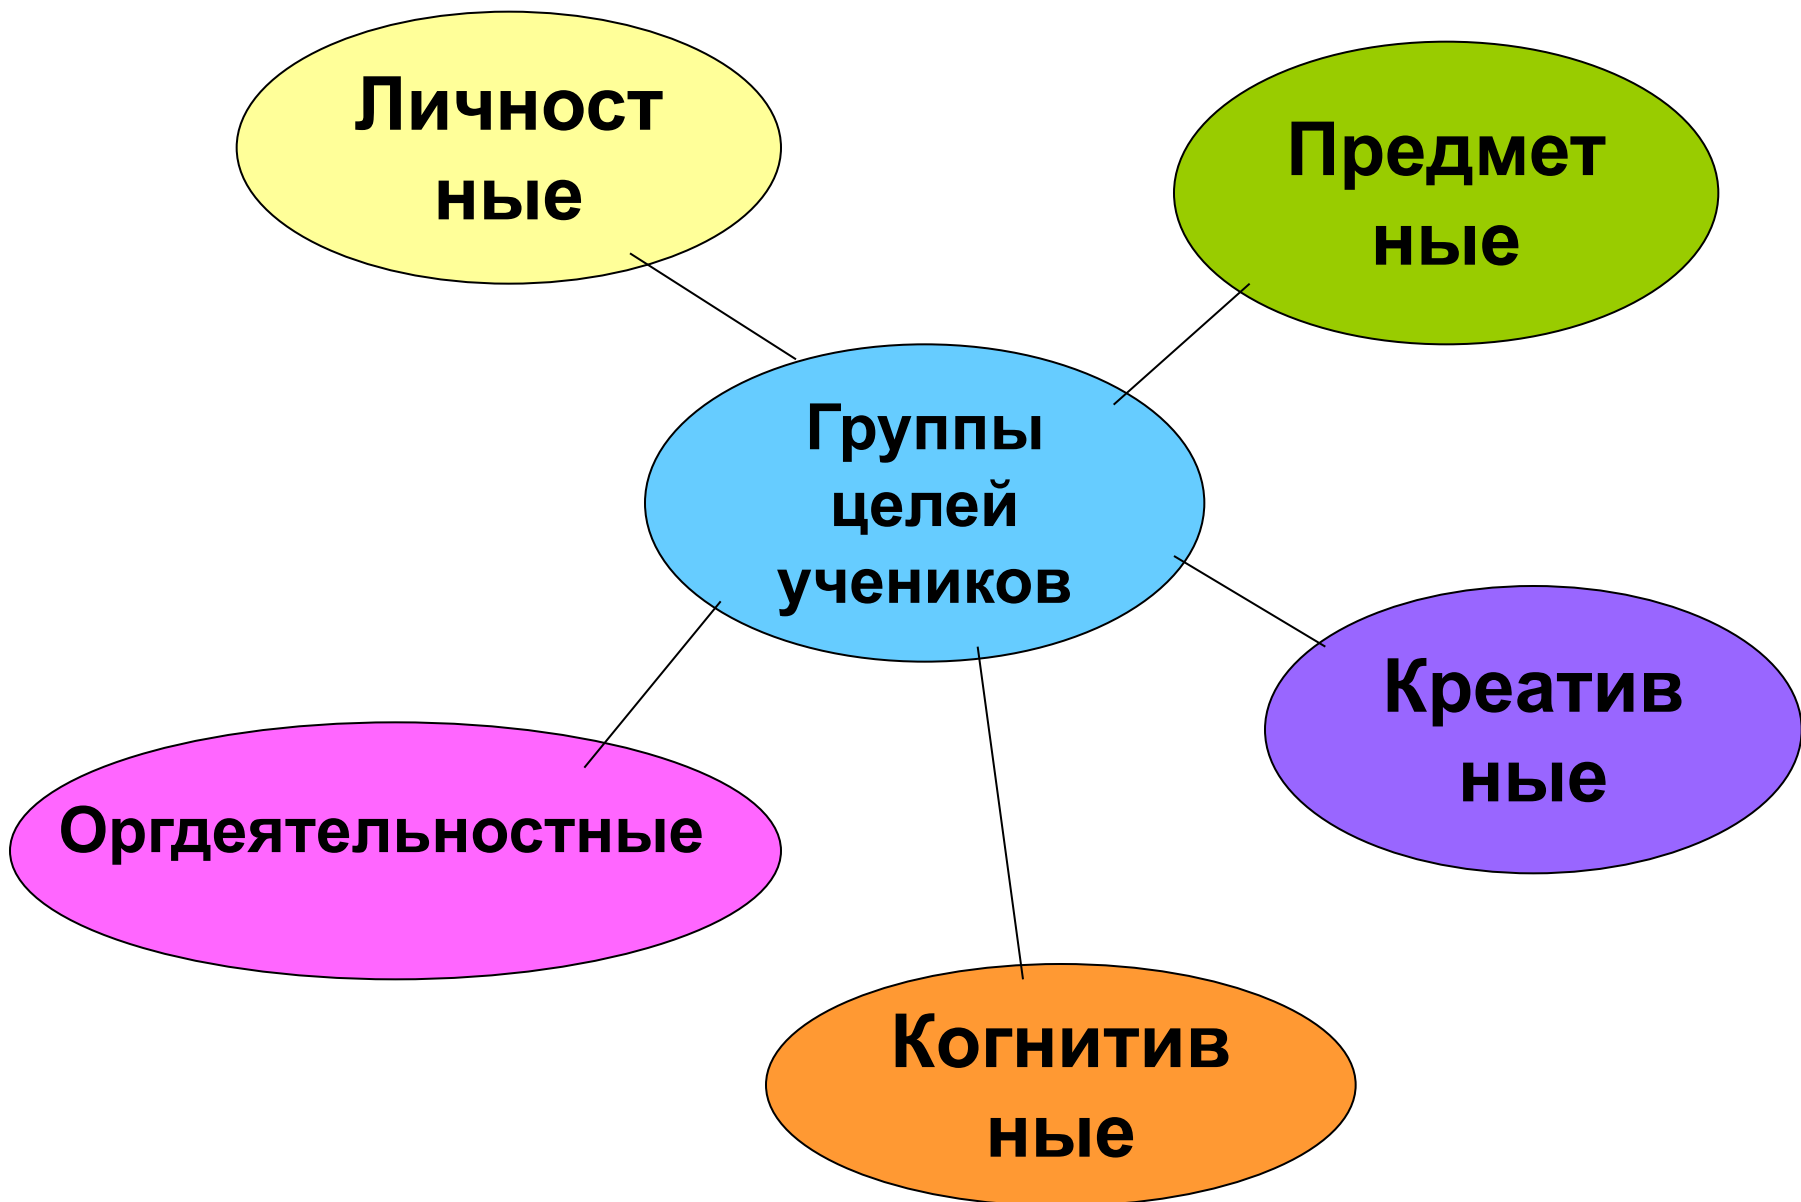 Личност
ные
Предмет
ные
Группы
целей
учеников
Креатив
ные
Оргдеятельностные
Когнитив
ные